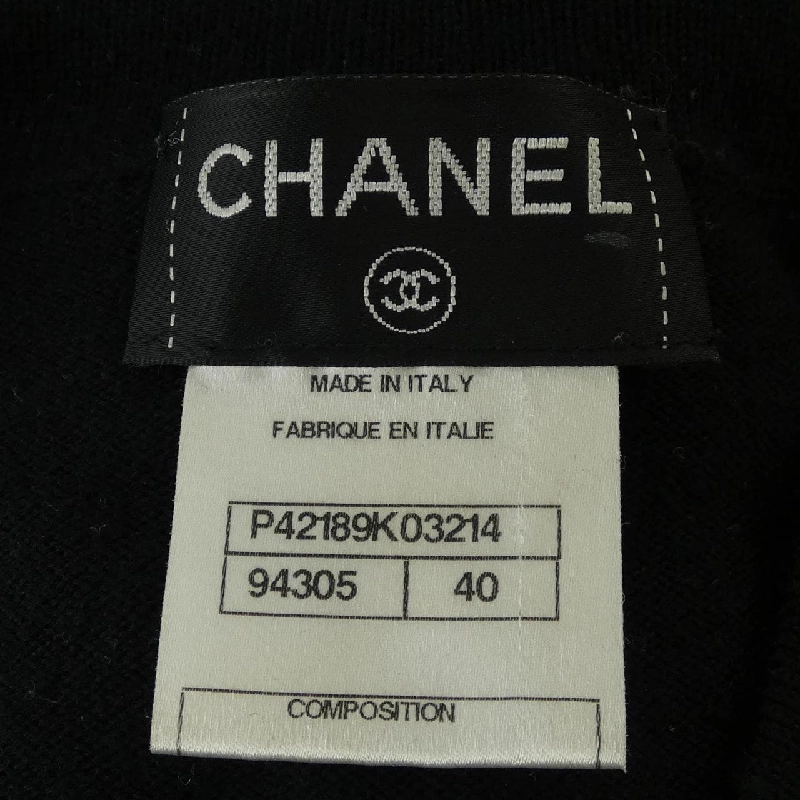 CHANEL
MADE IN ITALY
FABRIQUE EN ITALIE
P42189K03214
94305 40
COMPOSITION